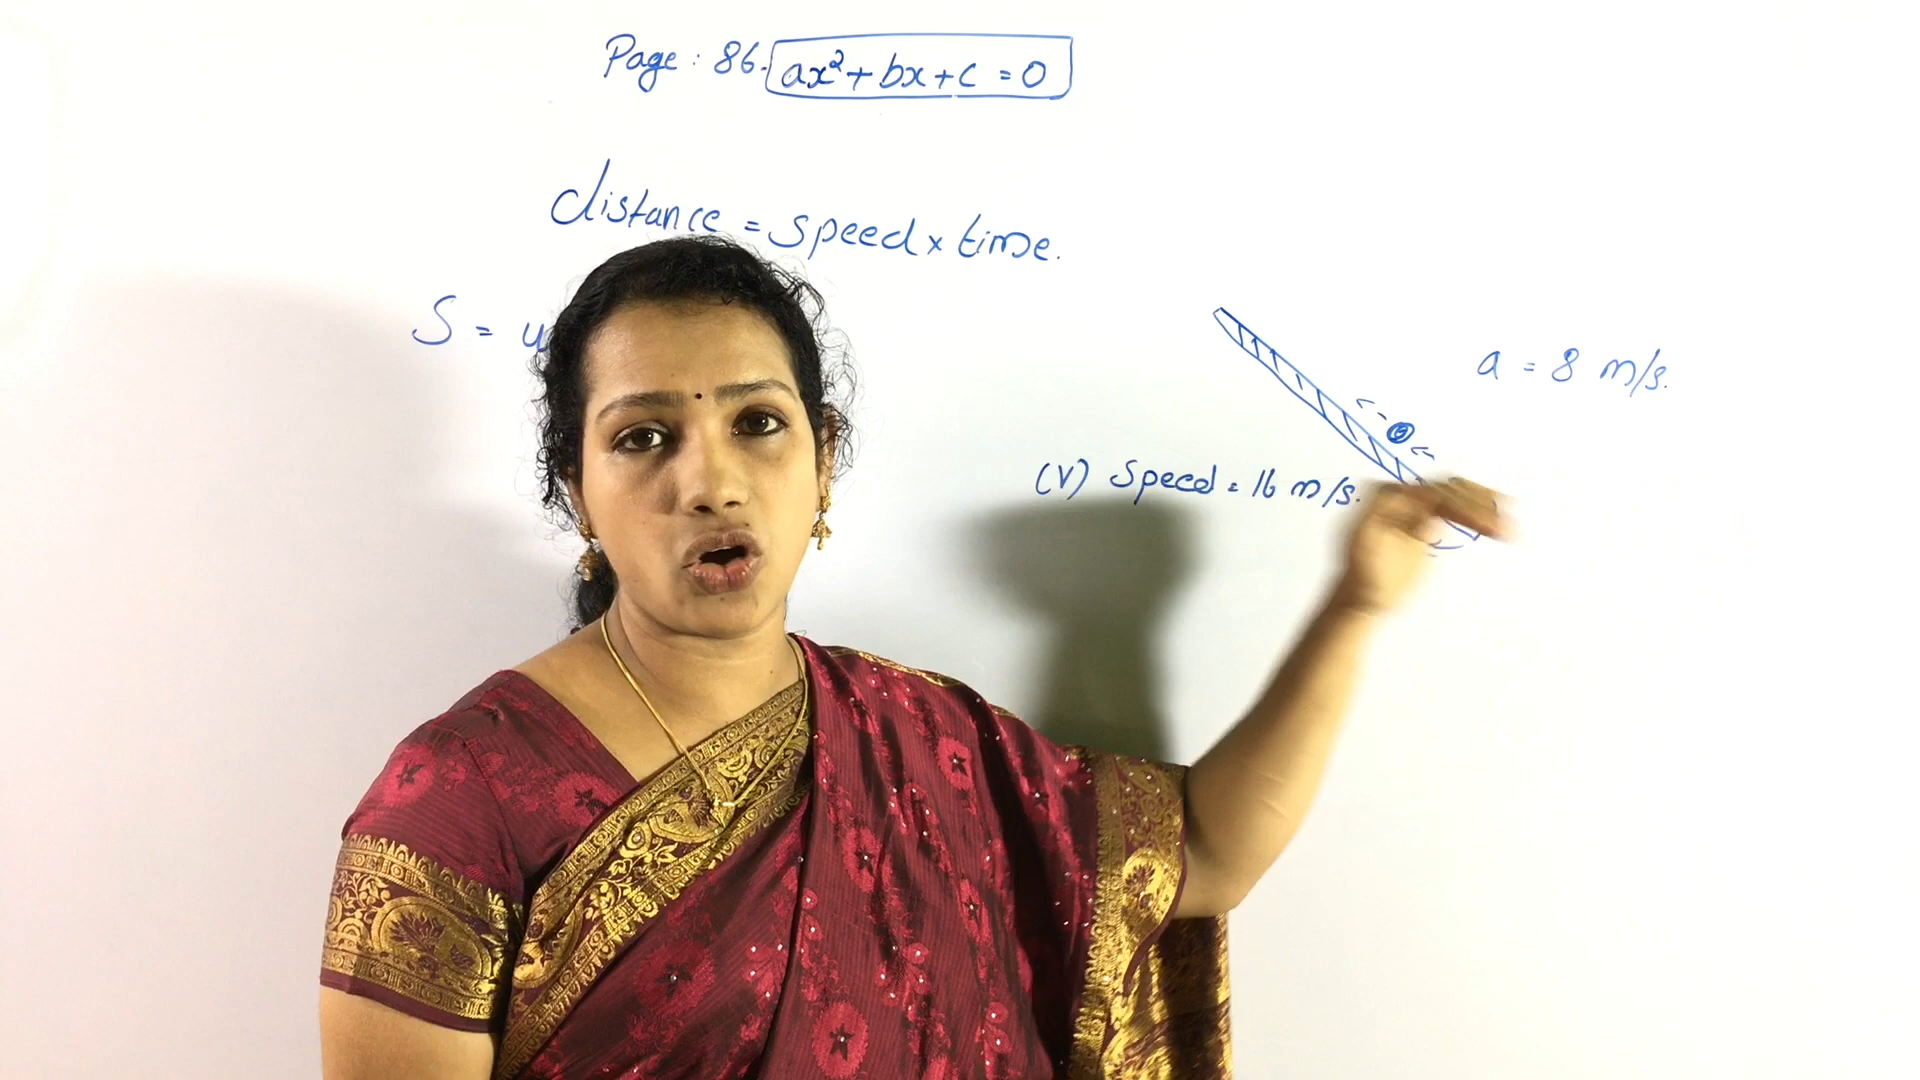 Page : 86. ax² + bx + c = 0
distance = speed × time.
S = u
a = 8 m/s.
(V) Speed = 16 m/s.